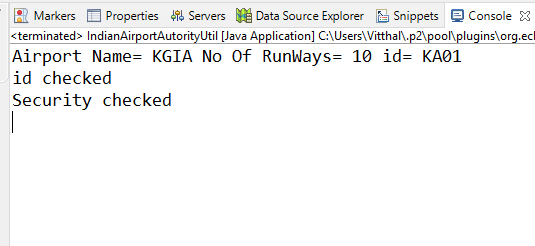 Markers Properties Servers Data Source Explorer Snippets Console
<terminated> IndianAirportAutorityUtil [Java Application] C:\Users\Vitthal\.p2\pool\plugins\org.ecl
Airport Name= KGIA No Of RunWays= 10 id= KA01
id checked
Security checked